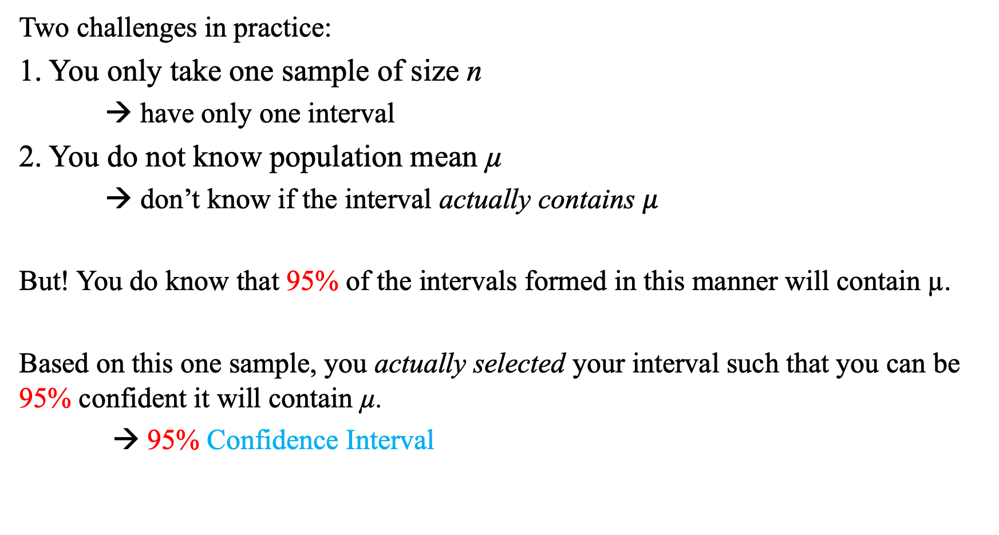 Two challenges in practice:
1. You only take one sample of size n
→ have only one interval
2. You do not know population mean μ
→ don’t know if the interval actually contains μ
But! You do know that 95% of the intervals formed in this manner will contain μ.
Based on this one sample, you actually selected your interval such that you can be
95% confident it will contain μ.
→ 95% Confidence Interval